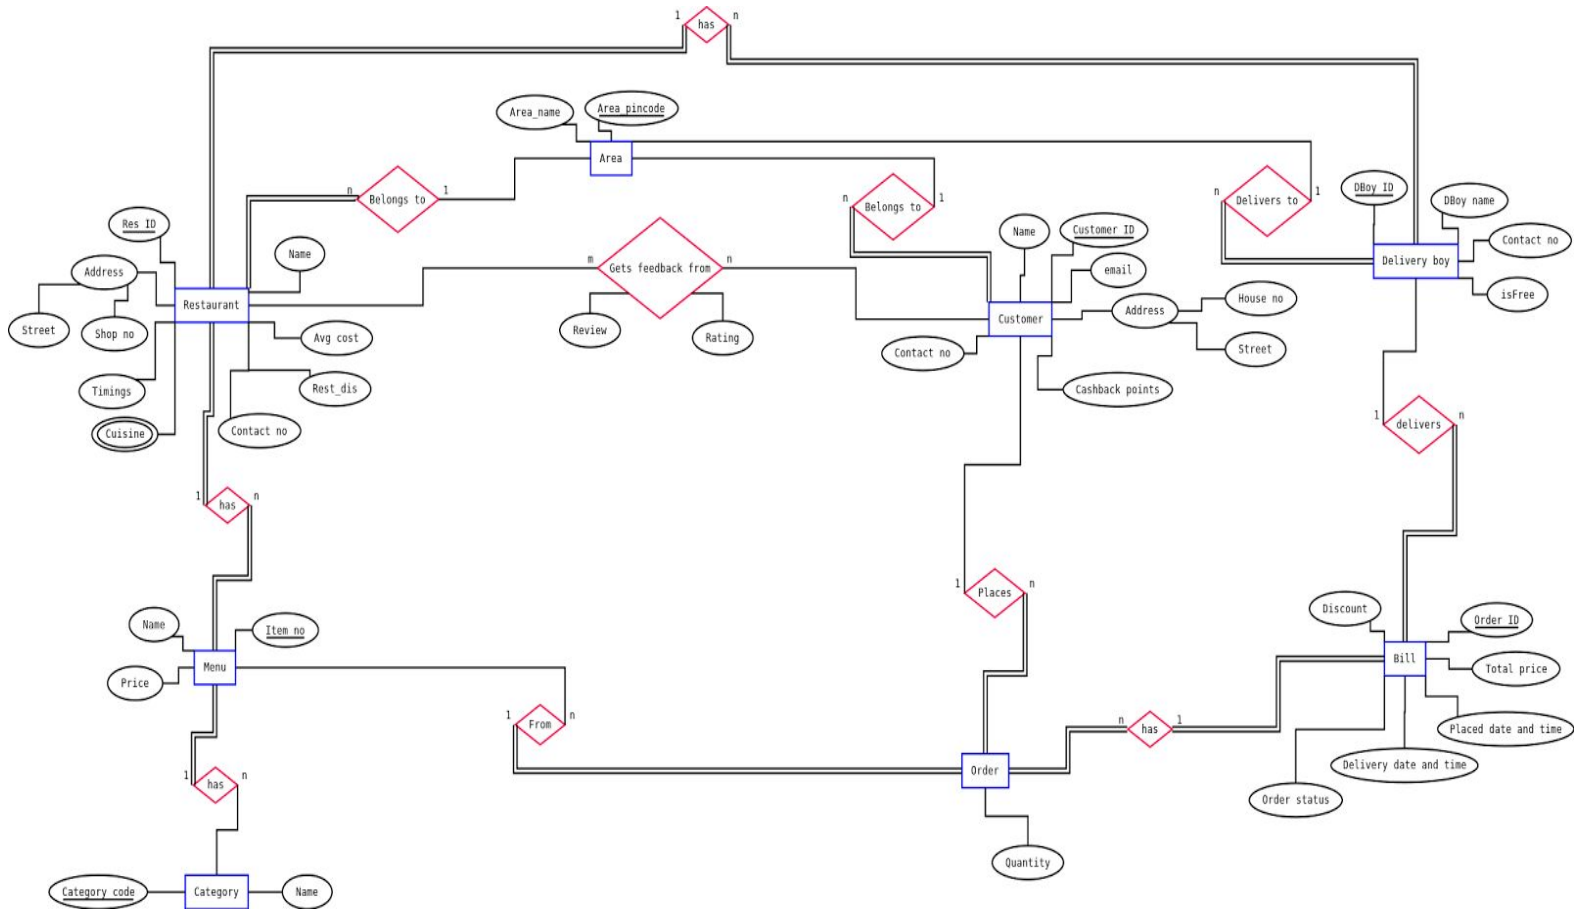 1 has n
Area_name
Area_pincode
Area
n Belongs to 1
n Belongs to 1
n Delivers to 1
DBoy ID
DBoy name
Contact no
Delivery boy
isFree
Res ID
Name
Address
Restaurant
Street
Shop no
Avg cost
Timings
Rest_dis
Cuisine
Contact no
m Gets feedback from n
Review
Rating
Name
Customer ID
email
Address
House no
Customer
Street
Contact no
Cashback points
1 delivers n
1 has n
1 Places n
Name
Item no
Menu
Price
Discount
Order ID
Bill
Total price
Placed date and time
Delivery date and time
Order status
1 From n
n has 1
Order
Quantity
1 has n
Category code
Category
Name